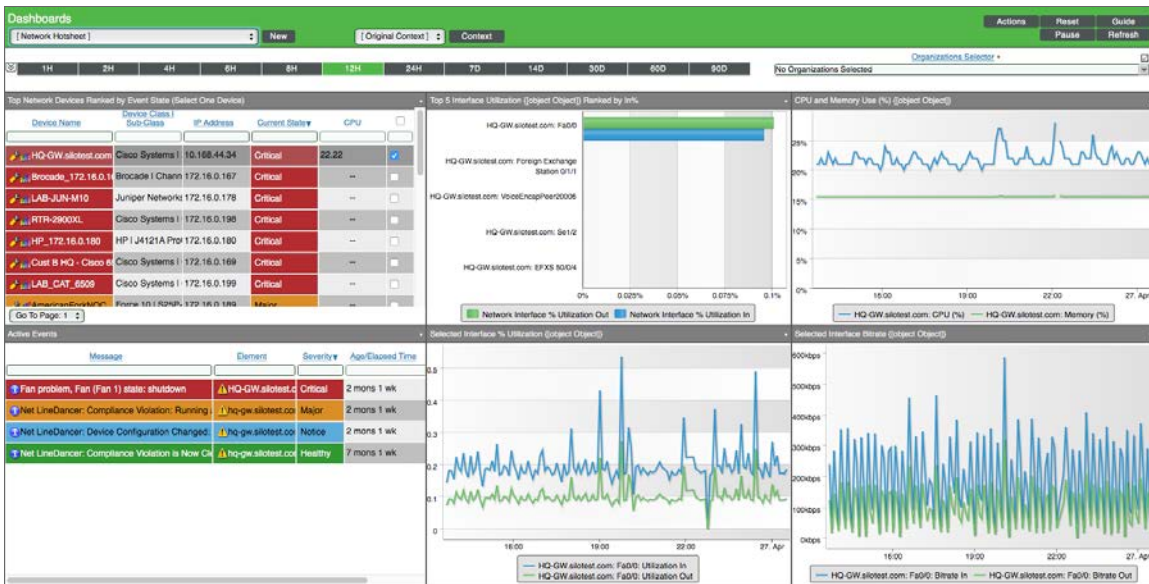 Dashboards
Actions Reset Guide
[ Network Hotsheet ] New [ Original Context ] Context Pause Refresh
Organizations Selector
1H 2H 4H 6H 8H 12H 24H 7D 14D 30D 60D 90D No Organizations Selected
Top Network Devices Ranked by Event State (Select One Device)
Device Name Device Class | Sub-Class IP Address Current State▾ CPU
HQ-GW.silotest.com Cisco Systems | 10.168.44.34 Critical 22.22
Brocade_172.16.0.1 Brocade | Chann 172.16.0.167 Critical --
LAB-JUN-M10 Juniper Networks 172.16.0.178 Critical --
RTR-2900XL Cisco Systems | 172.16.0.198 Critical --
HP_172.16.0.180 HP | J4121A Pro 172.16.0.180 Critical --
Cust B HQ - Cisco 6 Cisco Systems | 172.16.0.169 Critical --
LAB_CAT_6509 Cisco Systems | 172.16.0.199 Critical --
AmericanForkNOC Force 10 | S25P- 172.16.0.189 Major
Go To Page: 1
Top 5 Interface Utilization ([object Object]) Ranked by In%
HQ-GW.silotest.com: Fa0/0
HQ-GW.silotest.com: Foreign Exchange
Station 0/1/1
HQ-GW.silotest.com: VoiceEncapPeer20006
HQ-GW.silotest.com: Se1/2
HQ-GW.silotest.com: EFXS 50/0/4
0% 0.025% 0.05% 0.075% 0.1%
Network Interface % Utilization Out Network Interface % Utilization In
CPU and Memory Use (%) ([object Object])
25%
20%
15%
10%
5%
0%
16:00 19:00 22:00 27. Apr
HQ-GW.silotest.com: CPU (%) HQ-GW.silotest.com: Memory (%)
Active Events
Message Element Severity▾ Age/Elapsed Time
Fan problem, Fan (Fan 1) state: shutdown HQ-GW.silotest.c Critical 2 mons 1 wk
Net LineDancer: Compliance Violation: Running hq-gw.silotest.co Major 2 mons 1 wk
Net LineDancer: Device Configuration Changed: hq-gw.silotest.co Notice 2 mons 1 wk
Net LineDancer: Compliance Violation is Now Cl hq-gw.silotest.co Healthy 7 mons 1 wk
Selected Interface % Utilization ([object Object])
0.5
0.4
0.3
0.2
0.1
0
16:00 19:00 22:00 27. Apr
HQ-GW.silotest.com: Fa0/0: Utilization In
HQ-GW.silotest.com: Fa0/0: Utilization Out
Selected Interface Bitrate ([object Object])
600kbps
500kbps
400kbps
300kbps
200kbps
100kbps
0kbps
16:00 19:00 22:00 27. Apr
HQ-GW.silotest.com: Fa0/0: Bitrate In HQ-GW.silotest.com: Fa0/0: Bitrate Out